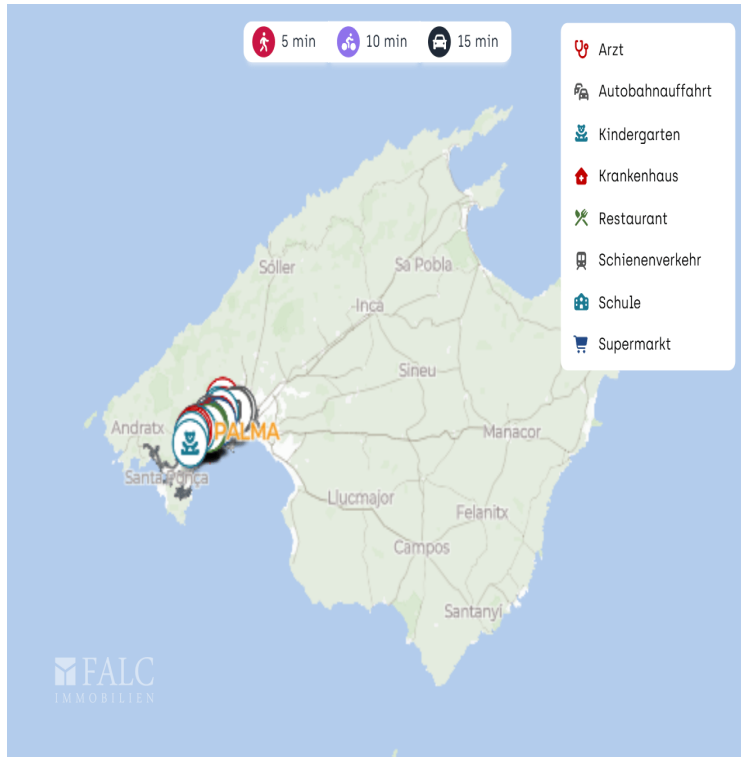 5 min 10 min 15 min
Arzt
Autobahnauffahrt
Kindergarten
Krankenhaus
Restaurant
Schienenverkehr
Schule
Supermarkt
Sóller
Sa Pobla
Inca
Sineu
Andratx
PALMA
Manacor
Santa Ponça
Llucmajor
Felanitx
Campos
Santanyí
FALC
IMMOBILIEN